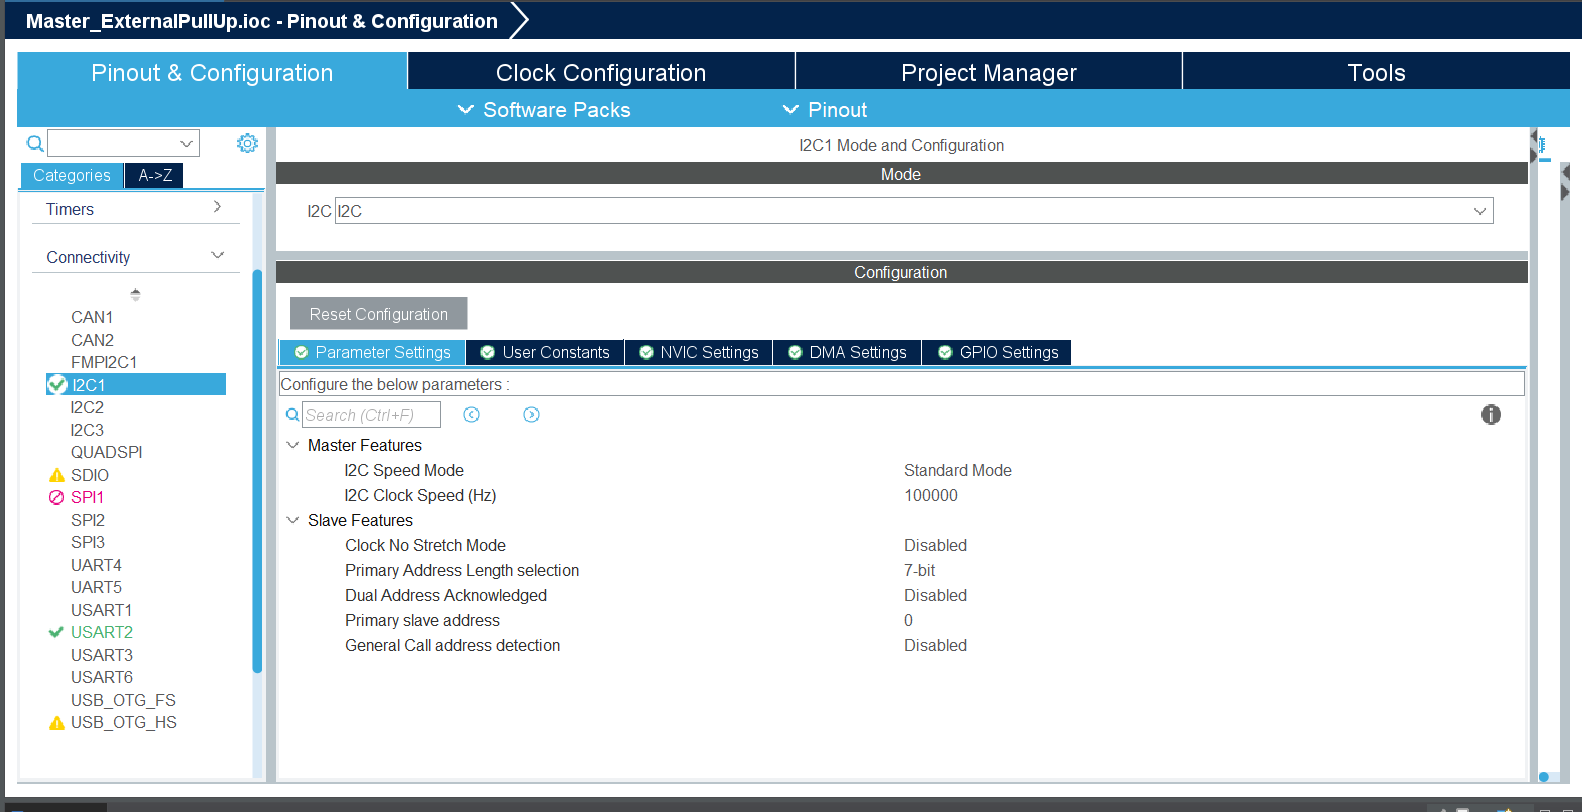 Master_ExternalPullUp.ioc - Pinout & Configuration
Pinout & Configuration
Clock Configuration
Project Manager
Tools
Software Packs
Pinout
Categories
A->Z
Timers
Connectivity
CAN1
CAN2
FMPI2C1
I2C1
I2C2
I2C3
QUADSPI
SDIO
SPI1
SPI2
SPI3
UART4
UART5
USART1
USART2
USART3
USART6
USB_OTG_FS
USB_OTG_HS
I2C1 Mode and Configuration
Mode
I2C I2C
Configuration
Reset Configuration
Parameter Settings
User Constants
NVIC Settings
DMA Settings
GPIO Settings
Configure the below parameters :
Search (Ctrl+F)
Master Features
I2C Speed Mode Standard Mode
I2C Clock Speed (Hz) 100000
Slave Features
Clock No Stretch Mode Disabled
Primary Address Length selection 7-bit
Dual Address Acknowledged Disabled
Primary slave address 0
General Call address detection Disabled